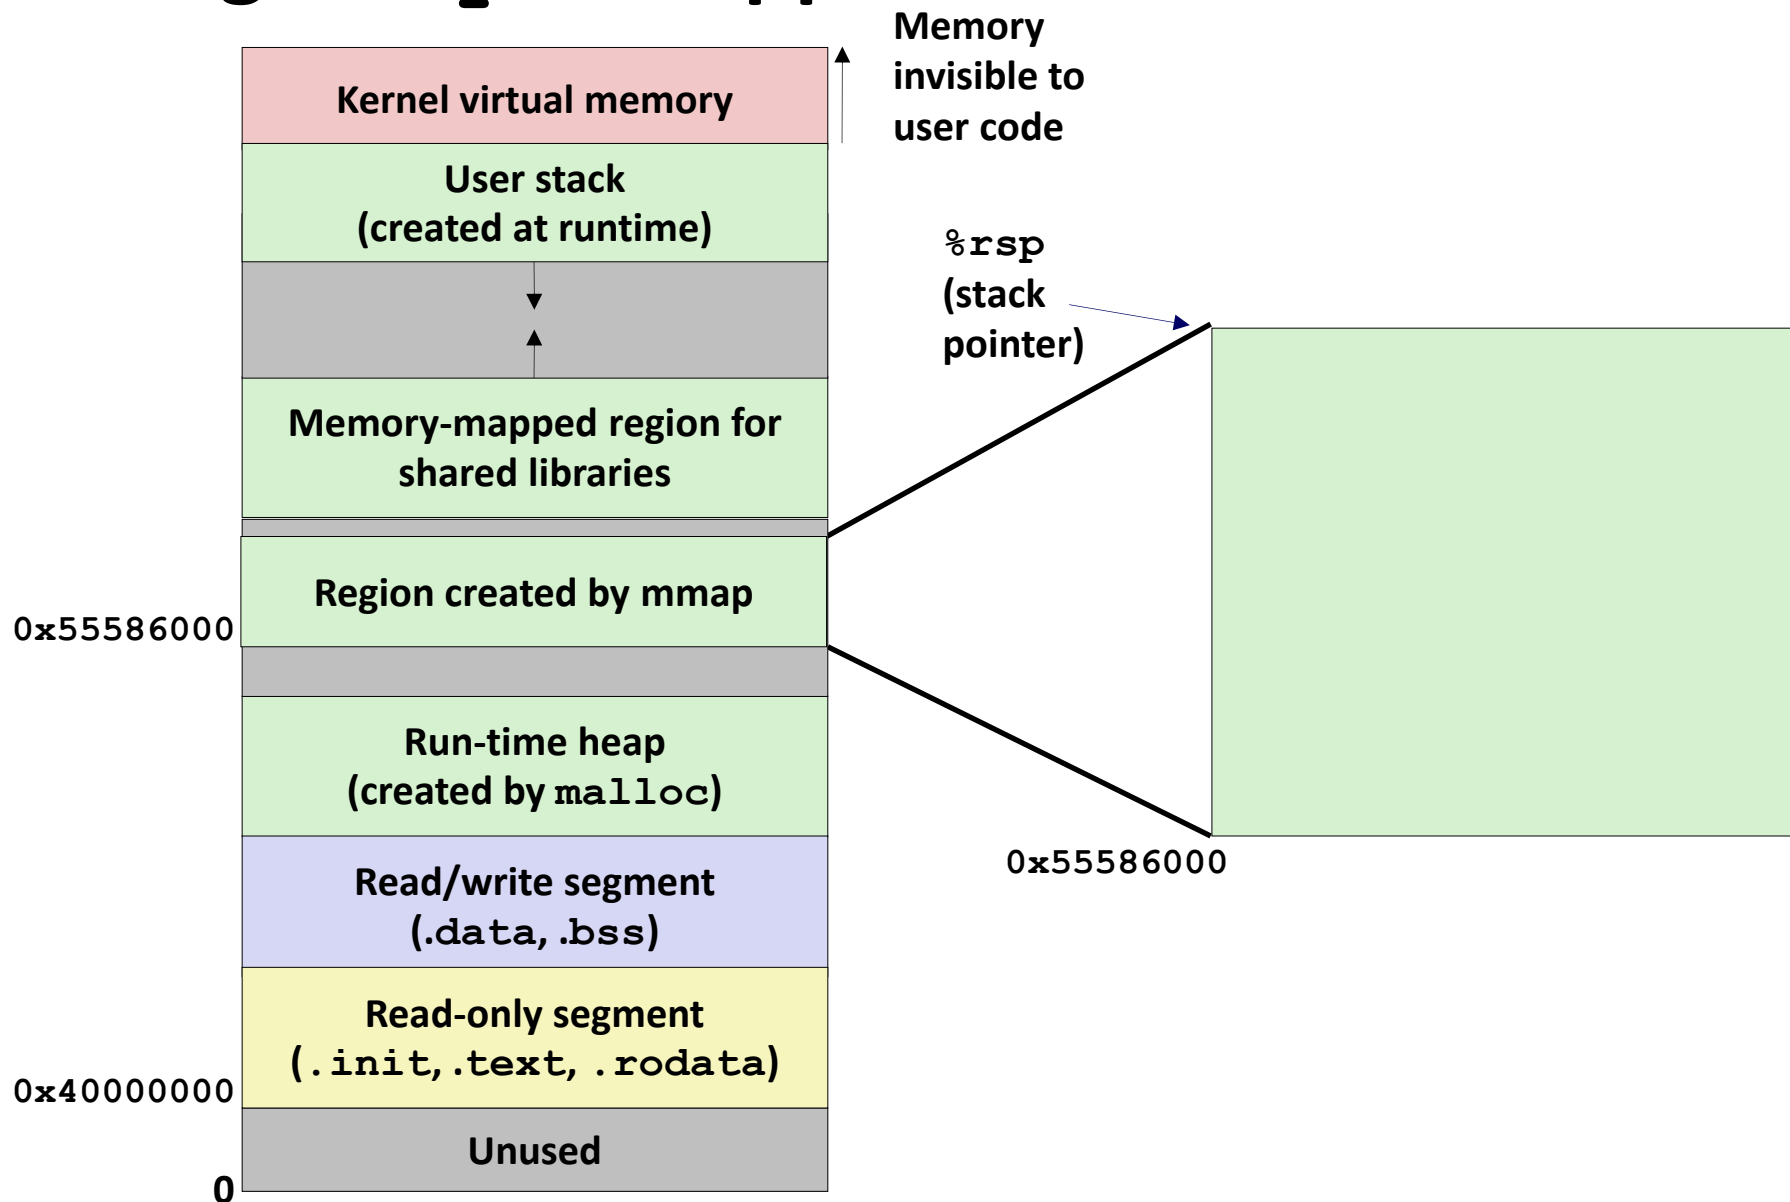 Memory
invisible to
user code
Kernel virtual memory
User stack
(created at runtime)
%rsp
(stack
pointer)
Memory-mapped region for
shared libraries
Region created by mmap
0x55586000
Run-time heap
(created by malloc)
0x55586000
Read/write segment
(.data, .bss)
Read-only segment
(.init, .text, .rodata)
0x40000000
Unused
0